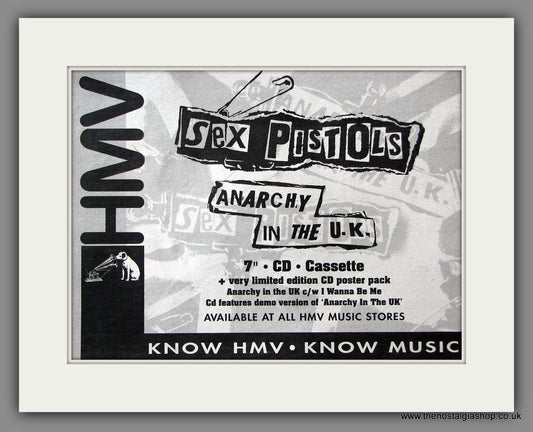 HMV
SEX PISTOLS
ANARCHY
IN THE U.K.
7" • CD • Cassette
+ very limited edition CD poster pack
Anarchy in the UK c/w I Wanna Be Me
Cd features demo version of 'Anarchy In The UK'
AVAILABLE AT ALL HMV MUSIC STORES
KNOW HMV • KNOW MUSIC
www.thenostalgiashop.co.uk